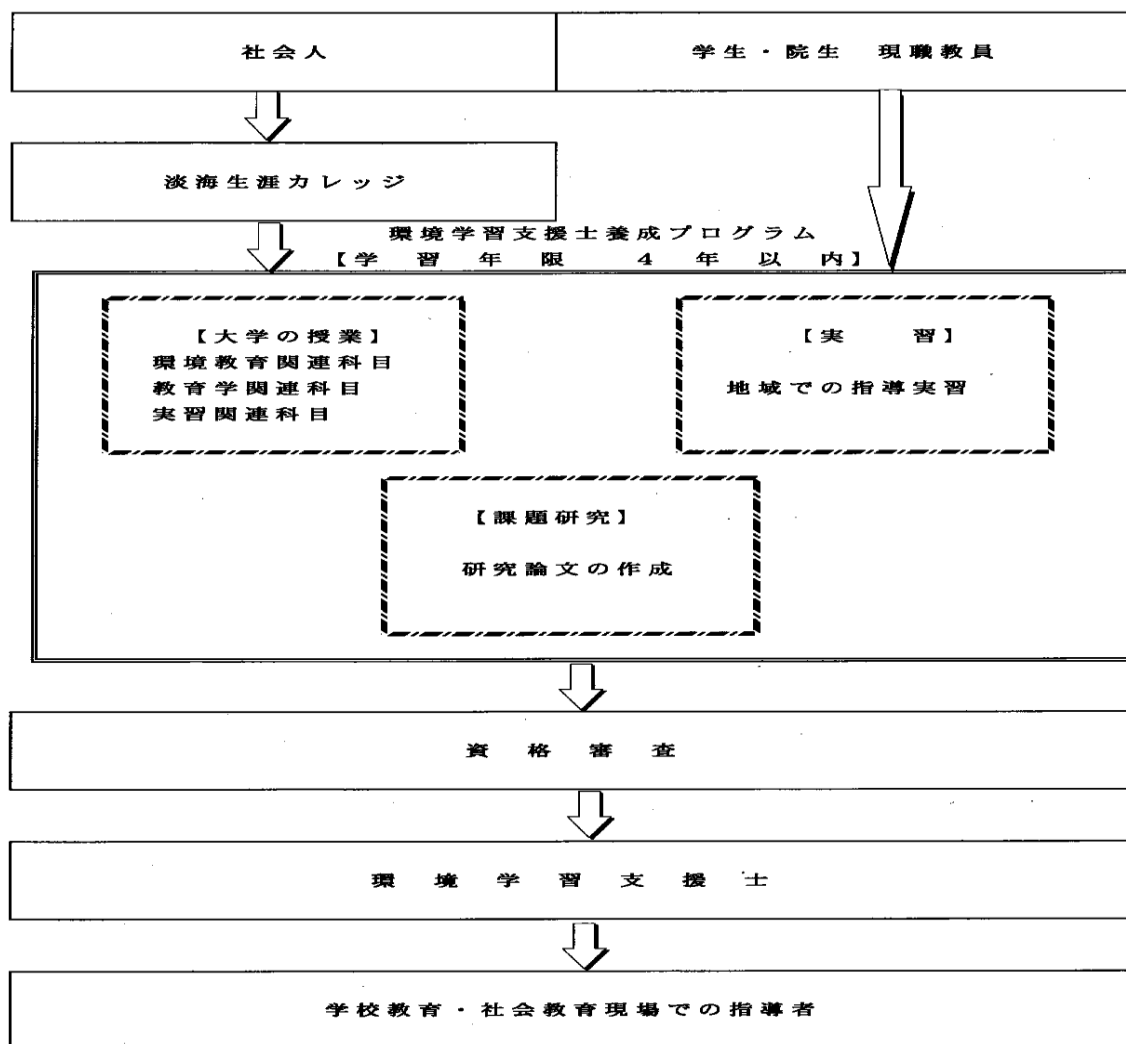 社会人
学生・院生 現職教員
淡海生涯カレッジ
環境学習支援士養成プログラム
【学習年限 4年以内】
【大学の授業】
環境教育関連科目
教育学関連科目
実習関連科目
【実 習】
地域での指導実習
【課題研究】
研究論文の作成
資格審査
環境学習支援士
学校教育・社会教育現場での指導者